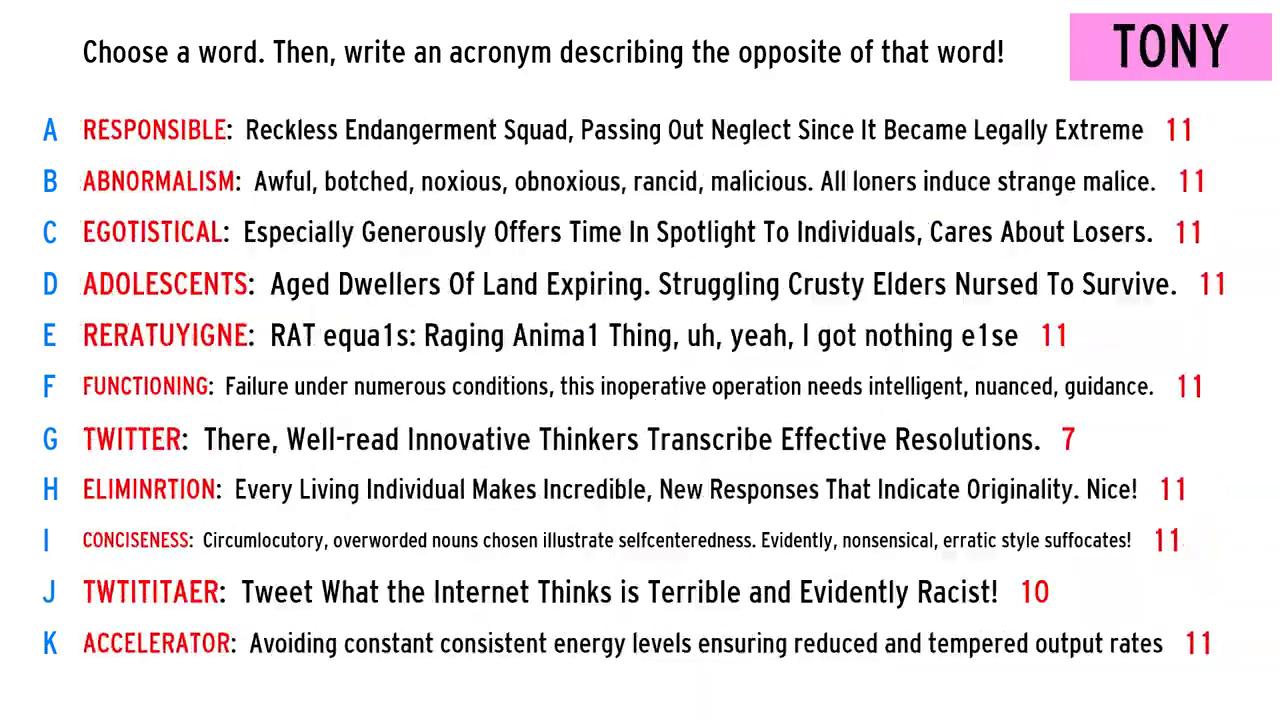 Choose a word. Then, write an acronym describing the opposite of that word!
TONY
A RESPONSIBLE: Reckless Endangerment Squad, Passing Out Neglect Since It Became Legally Extreme 11
B ABNORMALISM: Awful, botched, noxious, obnoxious, rancid, malicious. All loners induce strange malice. 11
C EGOTISTICAL: Especially Generously Offers Time In Spotlight To Individuals, Cares About Losers. 11
D ADOLESCENTS: Aged Dwellers Of Land Expiring. Struggling Crusty Elders Nursed To Survive. 11
E RERATUYIGNE: RAT equa1s: Raging Anima1 Thing, uh, yeah, I got nothing e1se 11
F FUNCTIONING: Failure under numerous conditions, this inoperative operation needs intelligent, nuanced, guidance. 11
G TWITTER: There, Well-read Innovative Thinkers Transcribe Effective Resolutions. 7
H ELIMINRTION: Every Living Individual Makes Incredible, New Responses That Indicate Originality. Nice! 11
I CONCISENESS: Circumlocutory, overworded nouns chosen illustrate selfcenteredness. Evidently, nonsensical, erratic style suffocates! 11
J TWTITITAER: Tweet What the Internet Thinks is Terrible and Evidently Racist! 10
K ACCELERATOR: Avoiding constant consistent energy levels ensuring reduced and tempered output rates 11